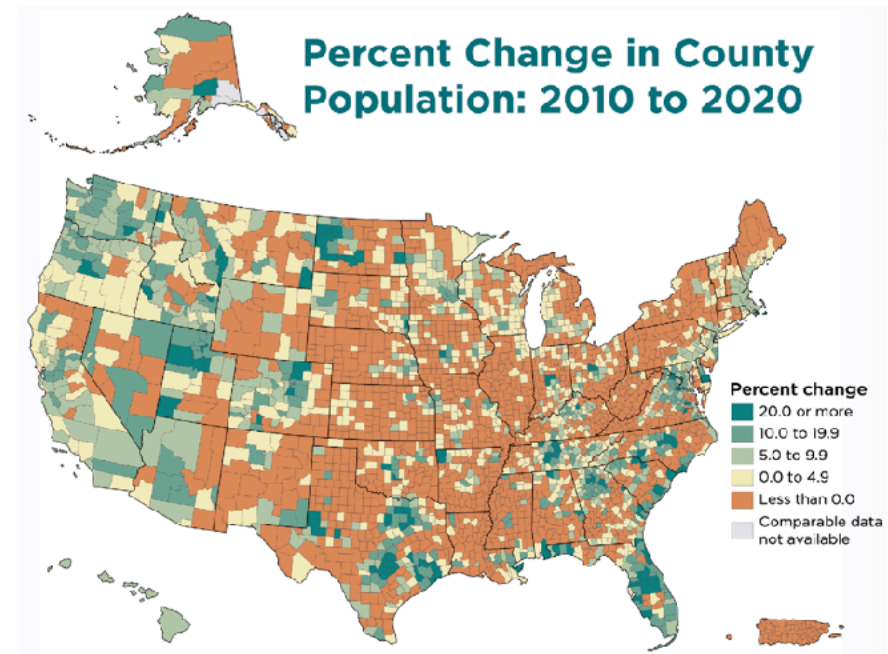 Percent Change in County
Population: 2010 to 2020
Percent change
20.0 or more
10.0 to 19.9
5.0 to 9.9
0.0 to 4.9
Less than 0.0
Comparable data
not available